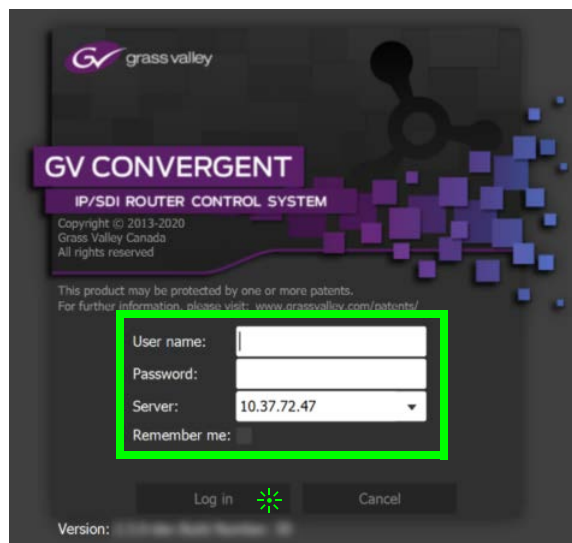 GV grass valley
GV CONVERGENT
IP/SDI ROUTER CONTROL SYSTEM
Copyright © 2013-2020
Grass Valley Canada
All rights reserved
This product may be protected by one or more patents.
For further information, please visit: www.grassvalley.com/patents/
User name:
Password:
Server: 10.37.72.47
Remember me:
Log in Cancel
Version: